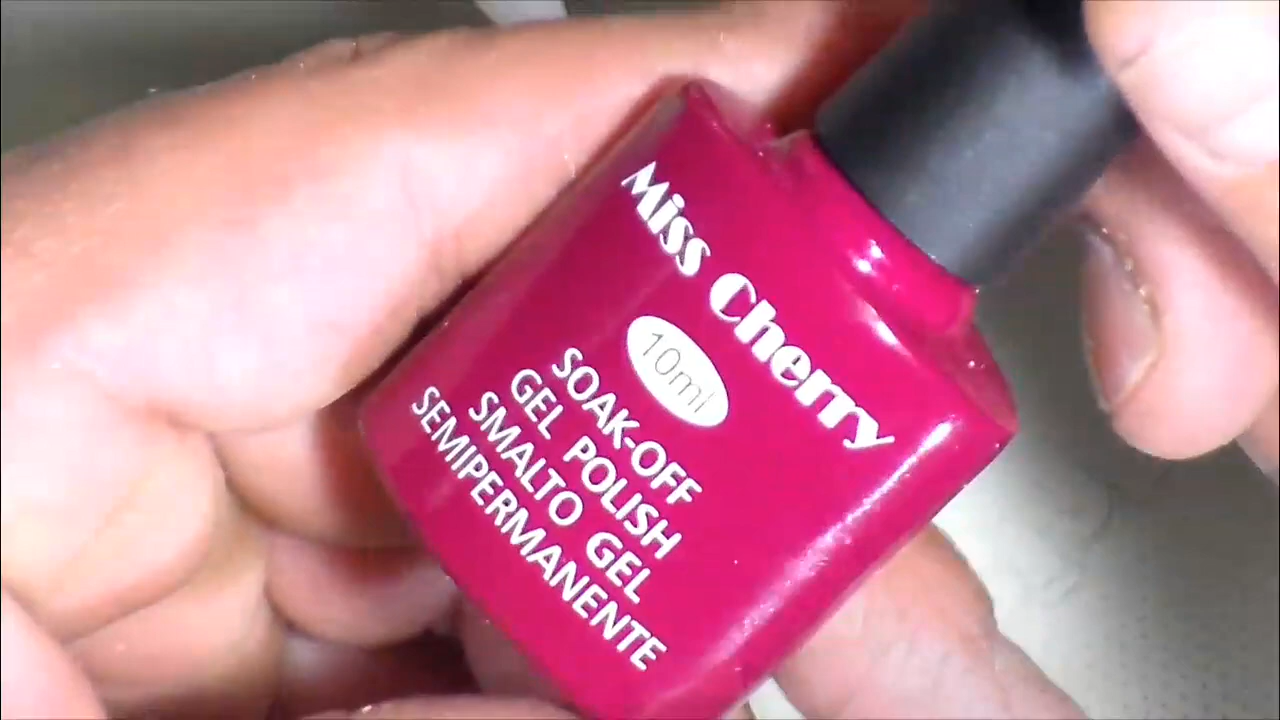 Miss Cherry
10ml
SOAK-OFF
GEL POLISH
SMALTO GEL
SEMIPERMANENTE